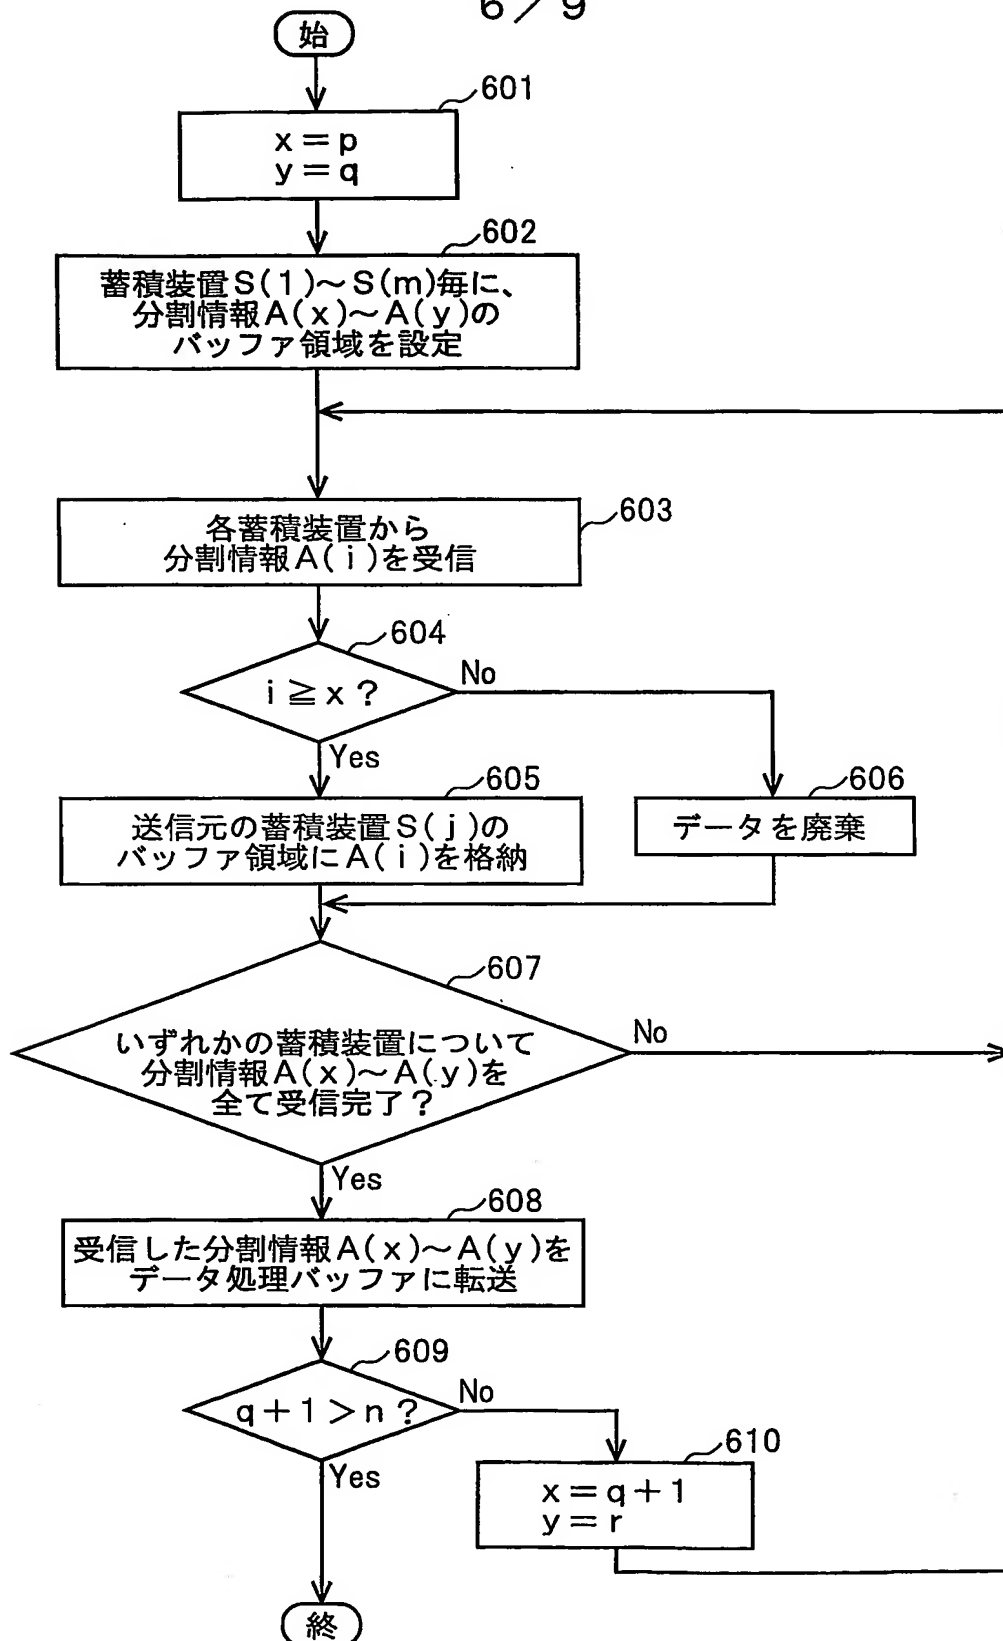 6/9
始
601
x=p
y=q
602
蓄積装置S(1)~S(m)毎に、
分割情報A(x)~A(y)の
バッファ領域を設定
603
各蓄積装置から
分割情報A(i)を受信
604
i≧x?
No
Yes
605
送信元の蓄積装置S(j)の
バッファ領域にA(i)を格納
606
データを廃棄
607
いずれかの蓄積装置について
分割情報A(x)~A(y)を
全て受信完了?
No
Yes
608
受信した分割情報A(x)~A(y)を
データ処理バッファに転送
609
q+1>n?
No
Yes
610
x=q+1
y=r
終